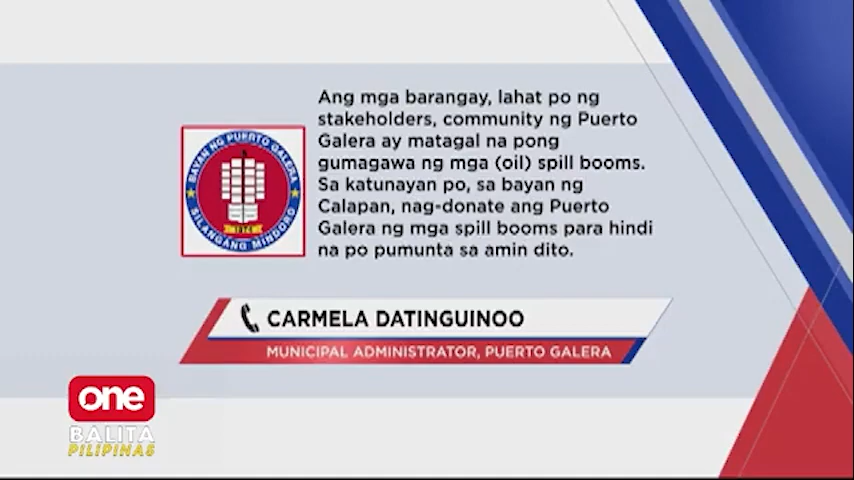 Ang mga barangay, lahat po ng
stakeholders, community ng Puerto
Galera ay matagal na pong
gumagawa ng mga (oil) spill booms.
Sa katunayan po, sa bayan ng
Calapan, nag-donate ang Puerto
Galera ng mga spill booms para hindi
na po pumunta sa amin dito.
BAYAN NG PUERTO GALERA
SILANGANG MINDORO
CARMELA DATINGUINOO
MUNICIPAL ADMINISTRATOR, PUERTO GALERA
one
BALITA
PILIPINAS